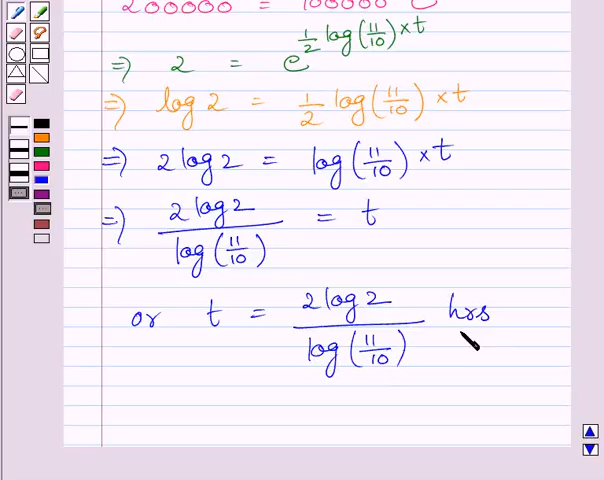 200000 = 100000 e
⇒ 2 = e^{1/2 log(11/10) × t}
⇒ log 2 = 1/2 log(11/10) × t
⇒ 2 log 2 = log(11/10) × t
⇒ 2 log 2 / log(11/10) = t
or t = 2 log 2 / log(11/10) hrs